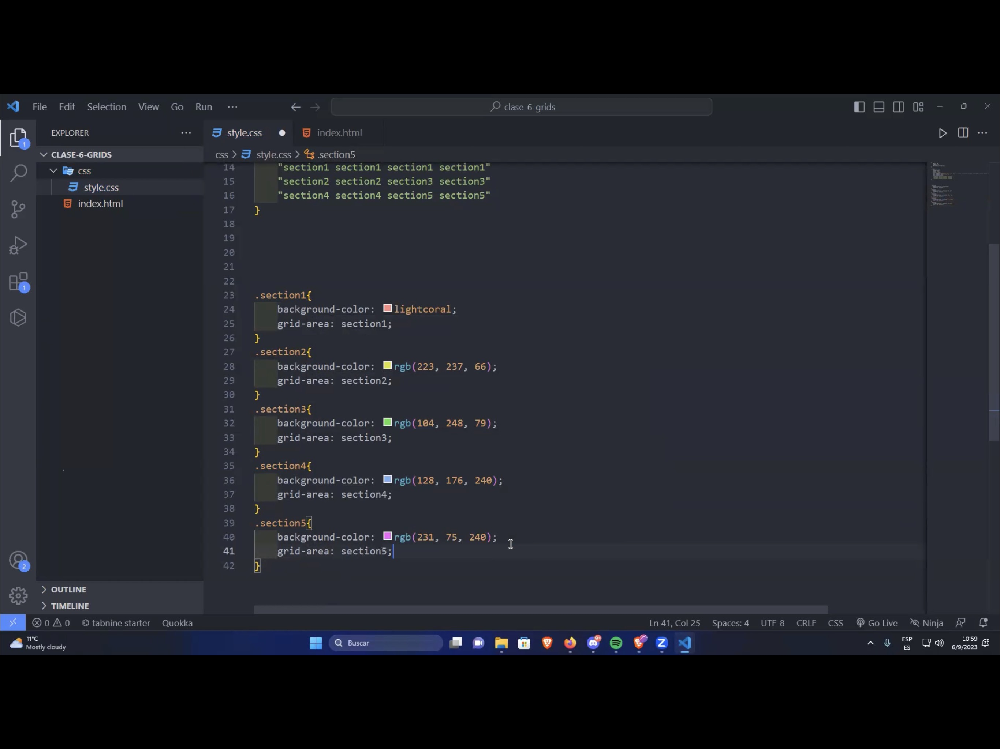 File Edit Selection View Go Run ···
clase-6-grids
EXPLORER ···
style.css
index.html
CLASE-6-GRIDS
css > style.css > .section5
css
style.css
index.html
14 "section1 section1 section1 section1"
15 "section2 section2 section3 section3"
16 "section4 section4 section5 section5"
17 }
18
19
20
21
22
23 .section1{
24 background-color: lightcoral;
25 grid-area: section1;
26 }
27 .section2{
28 background-color: rgb(223, 237, 66);
29 grid-area: section2;
30 }
31 .section3{
32 background-color: rgb(104, 248, 79);
33 grid-area: section3;
34 }
35 .section4{
36 background-color: rgb(128, 176, 240);
37 grid-area: section4;
38 }
39 .section5{
40 background-color: rgb(231, 75, 240);
41 grid-area: section5;
42 }
1
1
2
OUTLINE
TIMELINE
0 0 tabnine starter Quokka
Ln 41, Col 25 Spaces: 4 UTF-8 CRLF CSS Go Live Ninja
11°C
Mostly cloudy
Buscar
9+
ESP
ES
10:59
6/9/2023